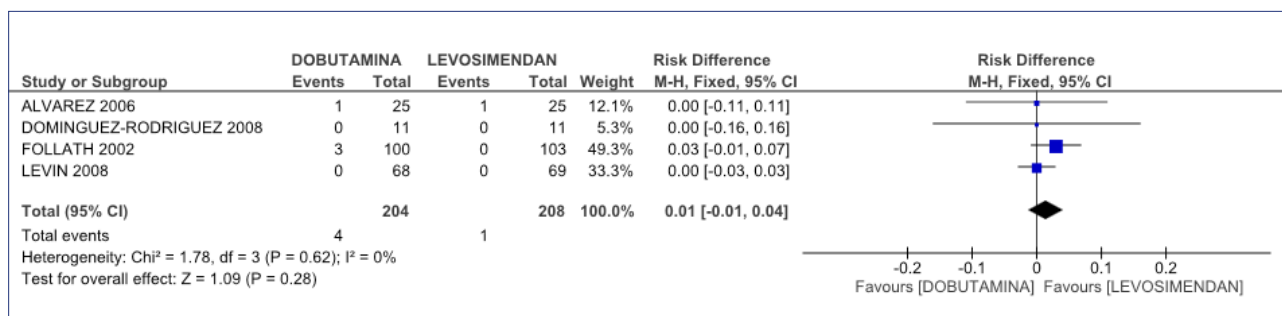 DOBUTAMINA LEVOSIMENDAN Risk Difference Risk Difference
Study or Subgroup Events Total Events Total Weight M-H, Fixed, 95% CI M-H, Fixed, 95% CI
ALVAREZ 2006 1 25 1 25 12.1% 0.00 [-0.11, 0.11]
DOMINGUEZ-RODRIGUEZ 2008 0 11 0 11 5.3% 0.00 [-0.16, 0.16]
FOLLATH 2002 3 100 0 103 49.3% 0.03 [-0.01, 0.07]
LEVIN 2008 0 68 0 69 33.3% 0.00 [-0.03, 0.03]
Total (95% CI) 204 208 100.0% 0.01 [-0.01, 0.04]
Total events 4 1
Heterogeneity: Chi² = 1.78, df = 3 (P = 0.62); I² = 0%
Test for overall effect: Z = 1.09 (P = 0.28)
-0.2 -0.1 0 0.1 0.2
Favours [DOBUTAMINA] Favours [LEVOSIMENDAN]